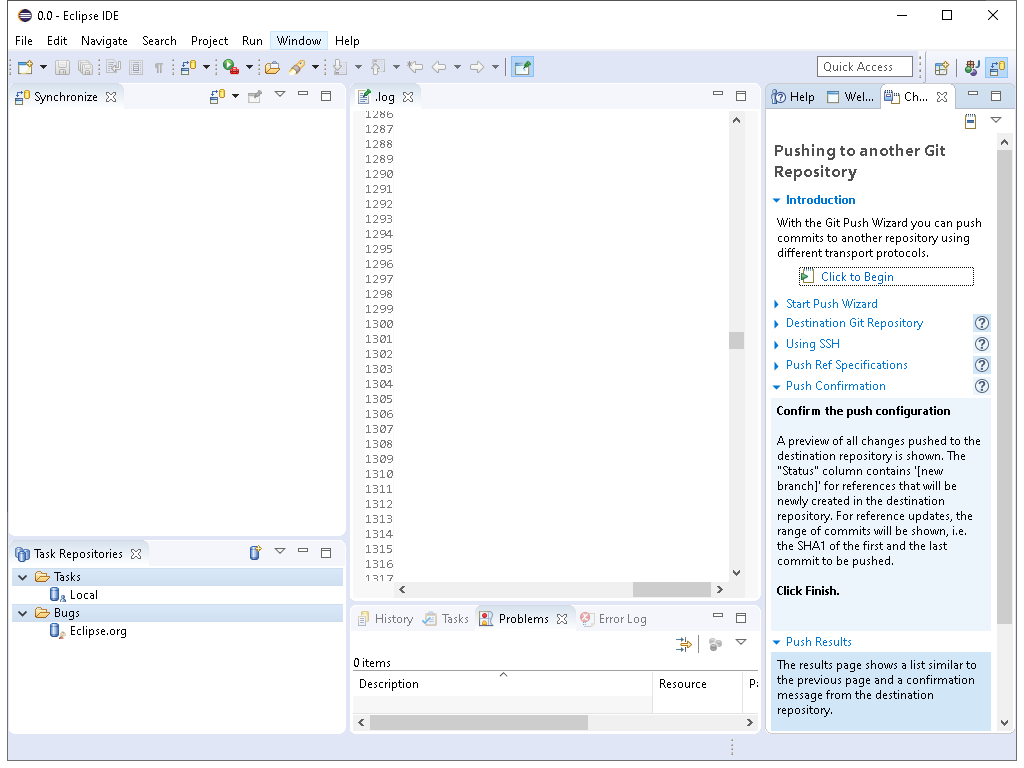 0.0 - Eclipse IDE
File Edit Navigate Search Project Run Window Help
Quick Access
Synchronize
.log
Help Wel... Ch...
1286
1287
1288
1289
1290
1291
1292
1293
1294
1295
1296
1297
1298
1299
1300
1301
1302
1303
1304
1305
1306
1307
1308
1309
1310
1311
1312
1313
1314
1315
1316
1317
Pushing to another Git
Repository
Introduction
With the Git Push Wizard you can push
commits to another repository using
different transport protocols.
Click to Begin
Start Push Wizard
Destination Git Repository
Using SSH
Push Ref Specifications
Push Confirmation
Confirm the push configuration
A preview of all changes pushed to the
destination repository is shown. The
"Status" column contains '[new
branch]' for references that will be
newly created in the destination
repository. For reference updates, the
range of commits will be shown, i.e.
the SHA1 of the first and the last
commit to be pushed.
Click Finish.
Push Results
The results page shows a list similar to
the previous page and a confirmation
message from the destination
repository.
Task Repositories
Tasks
Local
Bugs
Eclipse.org
History Tasks Problems Error Log
0 items
Description Resource Pa